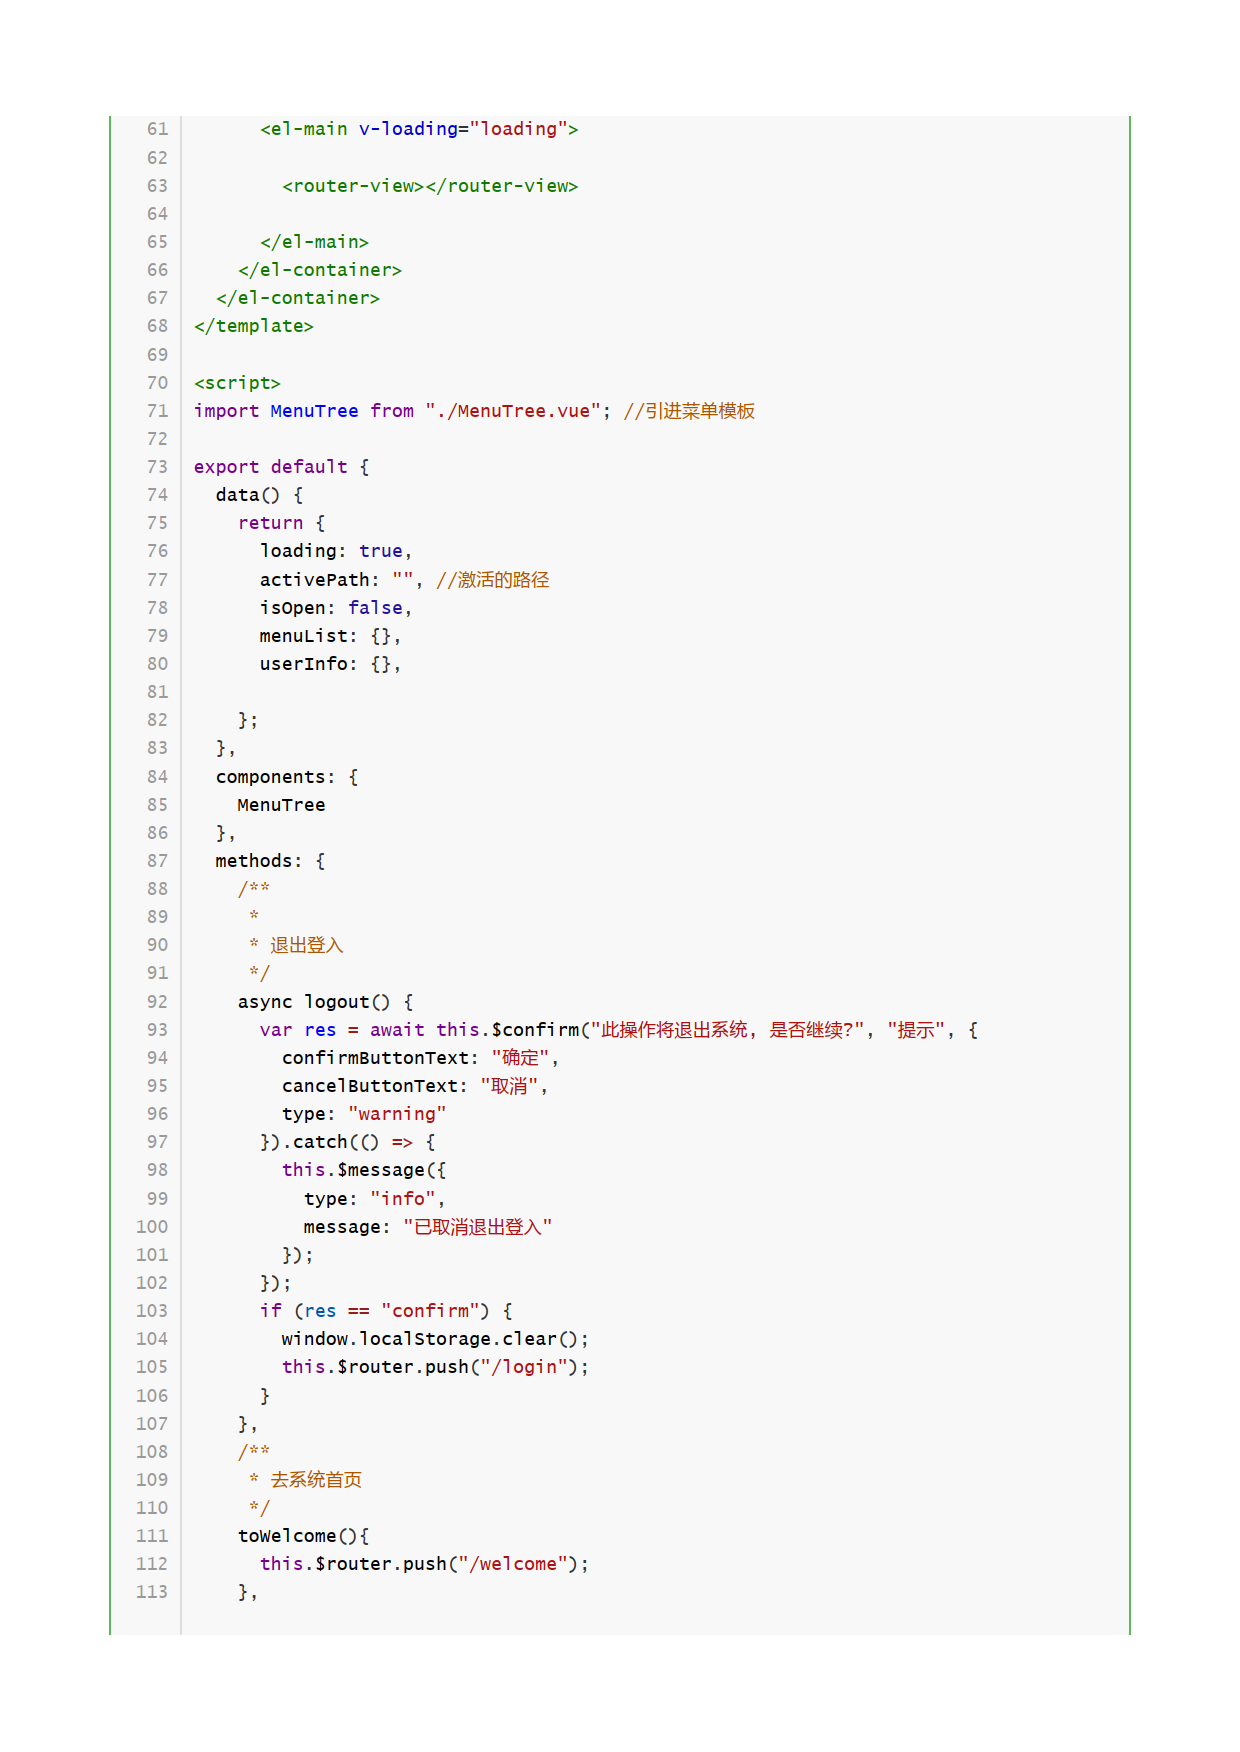 61 <el-main v-loading="loading">
62
63 <router-view></router-view>
64
65 </el-main>
66 </el-container>
67 </el-container>
68 </template>
69
70 <script>
71 import MenuTree from "./MenuTree.vue"; //引进菜单模板
72
73 export default {
74 data() {
75 return {
76 loading: true,
77 activePath: "", //激活的路径
78 isOpen: false,
79 menuList: {},
80 userInfo: {},
81
82 };
83 },
84 components: {
85 MenuTree
86 },
87 methods: {
88 /**
89 *
90 * 退出登入
91 */
92 async logout() {
93 var res = await this.$confirm("此操作将退出系统, 是否继续?", "提示", {
94 confirmButtonText: "确定",
95 cancelButtonText: "取消",
96 type: "warning"
97 }).catch(() => {
98 this.$message({
99 type: "info",
100 message: "已取消退出登入"
101 });
102 });
103 if (res == "confirm") {
104 window.localStorage.clear();
105 this.$router.push("/login");
106 }
107 },
108 /**
109 * 去系统首页
110 */
111 toWelcome(){
112 this.$router.push("/welcome");
113 },